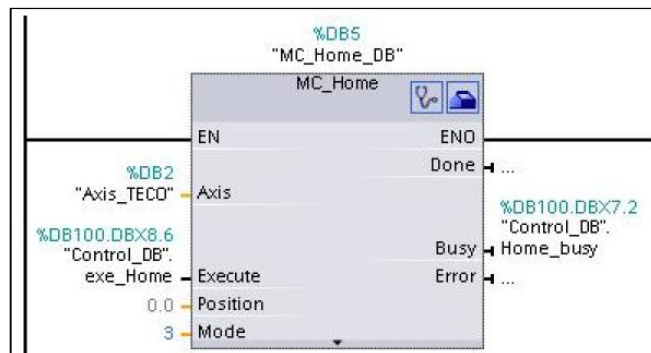 %DB5
"MC_Home_DB"
MC_Home
EN ENO
Done ...
%DB2
"Axis_TECO" Axis
%DB100.DBX7.2
"Control_DB".
Busy Home_busy
%DB100.DBX8.6
"Control_DB".
exe_Home Execute
Error ...
0.0 Position
3 Mode